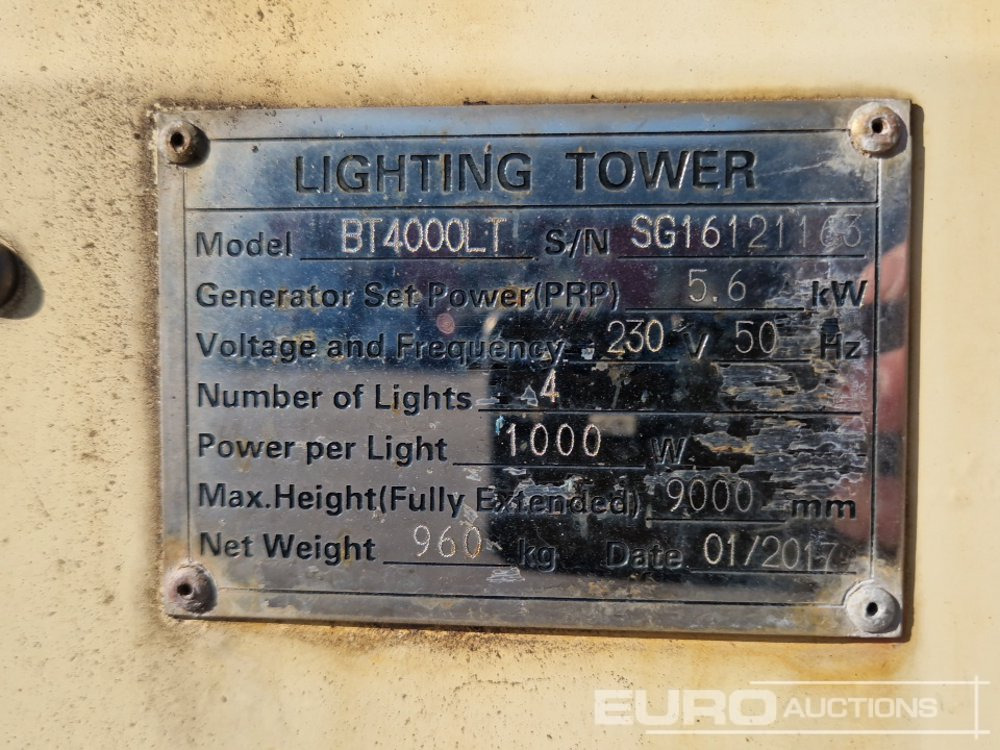 LIGHTING TOWER
Model BT4000LT S/N SG16121163
Generator Set Power(PRP) 5.6 kW
Voltage and Frequency 230 V 50 Hz
Number of Lights 4
Power per Light 1000 W
Max.Height(Fully Extended) 9000 mm
Net Weight 960 kg Date 01/2017
EURO AUCTIONS